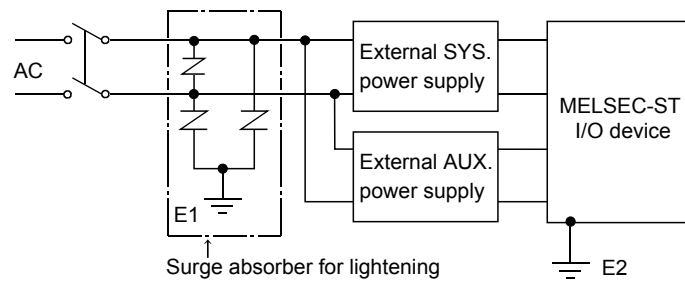 AC
External SYS.
power supply
External AUX.
power supply
MELSEC-ST
I/O device
E1
E2
Surge absorber for lightening